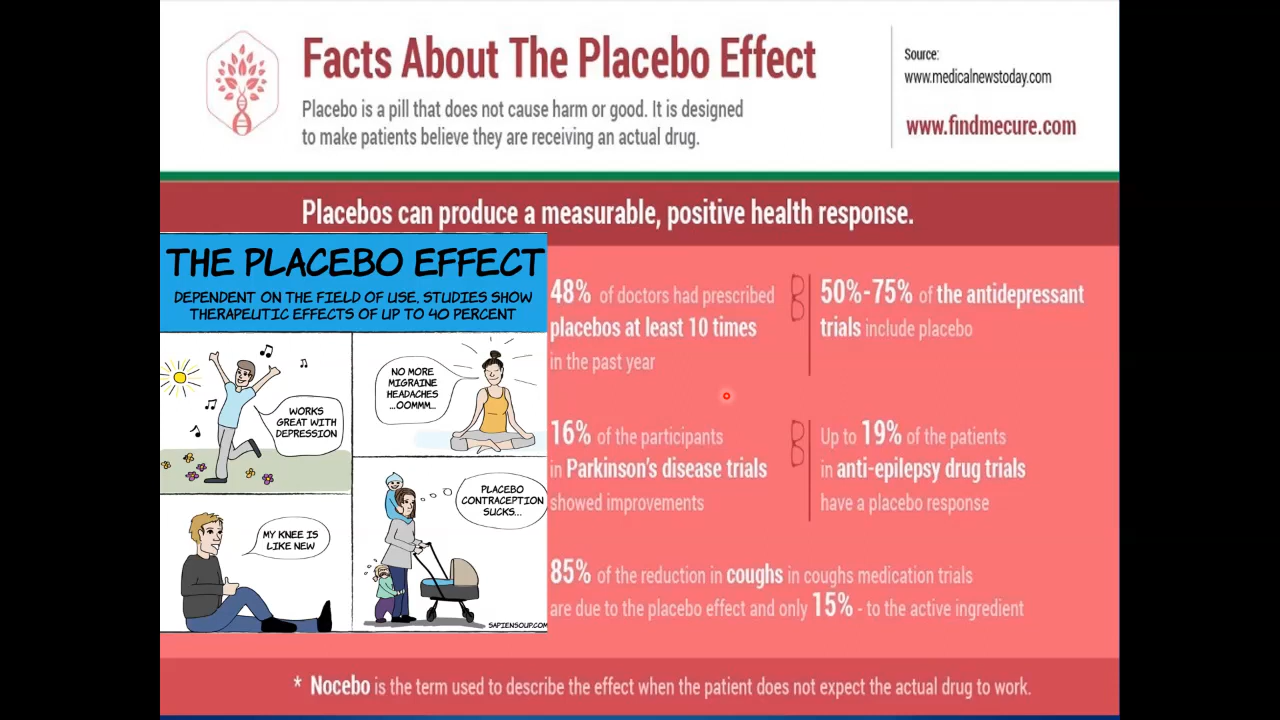 Facts About The Placebo Effect
Placebo is a pill that does not cause harm or good. It is designed
to make patients believe they are receiving an actual drug.
Source:
www.medicalnewstoday.com
www.findmecure.com
Placebos can produce a measurable, positive health response.
THE PLACEBO EFFECT
DEPENDENT ON THE FIELD OF USE, STUDIES SHOW
THERAPEUTIC EFFECTS OF UP TO 40 PERCENT
WORKS
GREAT WITH
DEPRESSION
NO MORE
MIGRAINE
HEADACHES
...OOMMM...
MY KNEE IS
LIKE NEW
PLACEBO
CONTRACEPTION
SUCKS...
SAPIENSOUP.COM
48% of doctors had prescribed
placebos at least 10 times
in the past year
50%-75% of the antidepressant
trials include placebo
16% of the participants
in Parkinson's disease trials
showed improvements
Up to 19% of the patients
in anti-epilepsy drug trials
have a placebo response
85% of the reduction in coughs in coughs medication trials
are due to the placebo effect and only 15% - to the active ingredient
* Nocebo is the term used to describe the effect when the patient does not expect the actual drug to work.